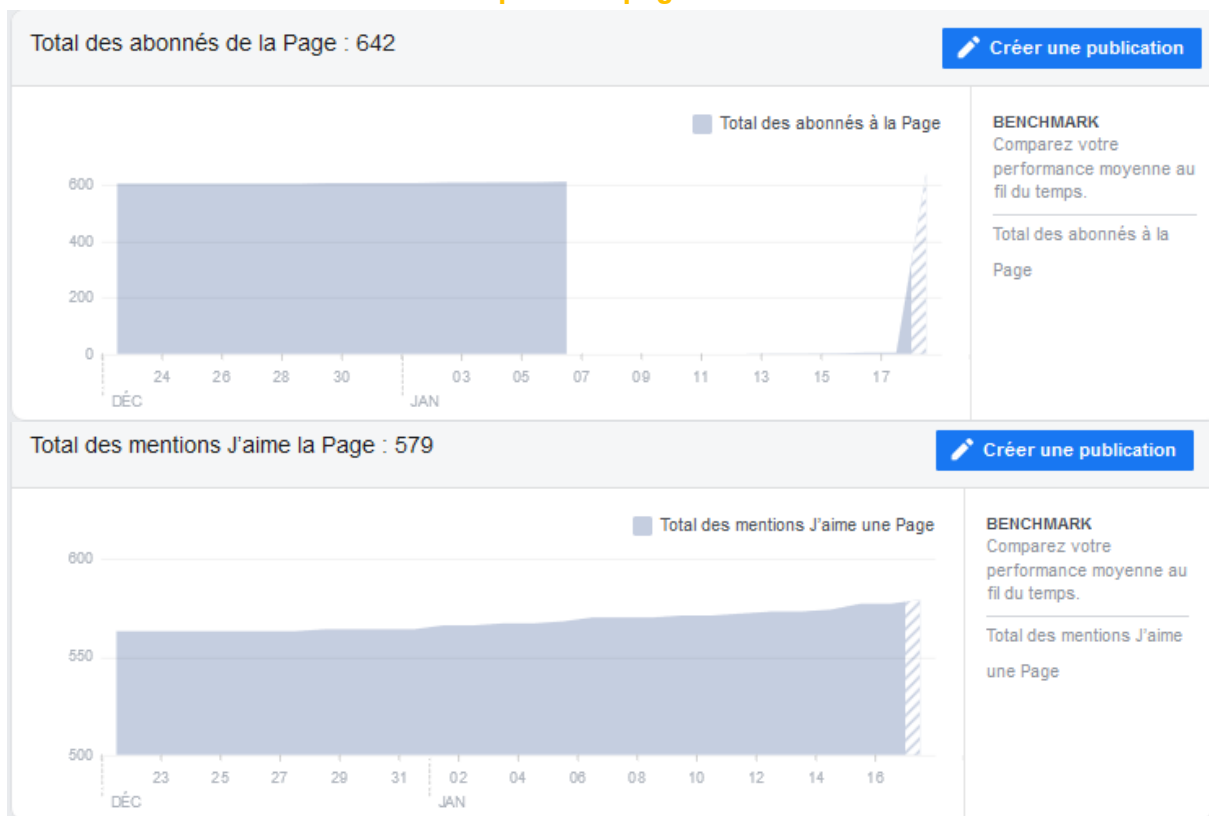 Total des abonnés de la Page : 642
Créer une publication
Total des abonnés à la Page
BENCHMARK
Comparez votre
performance moyenne au
fil du temps.
Total des abonnés à la
Page
600
400
200
0
24 26 28 30 03 05 07 09 11 13 15 17
DÉC JAN
Total des mentions J'aime la Page : 579
Créer une publication
Total des mentions J'aime une Page
BENCHMARK
Comparez votre
performance moyenne au
fil du temps.
Total des mentions J'aime
une Page
600
550
500
23 25 27 29 31 02 04 06 08 10 12 14 16
DÉC JAN